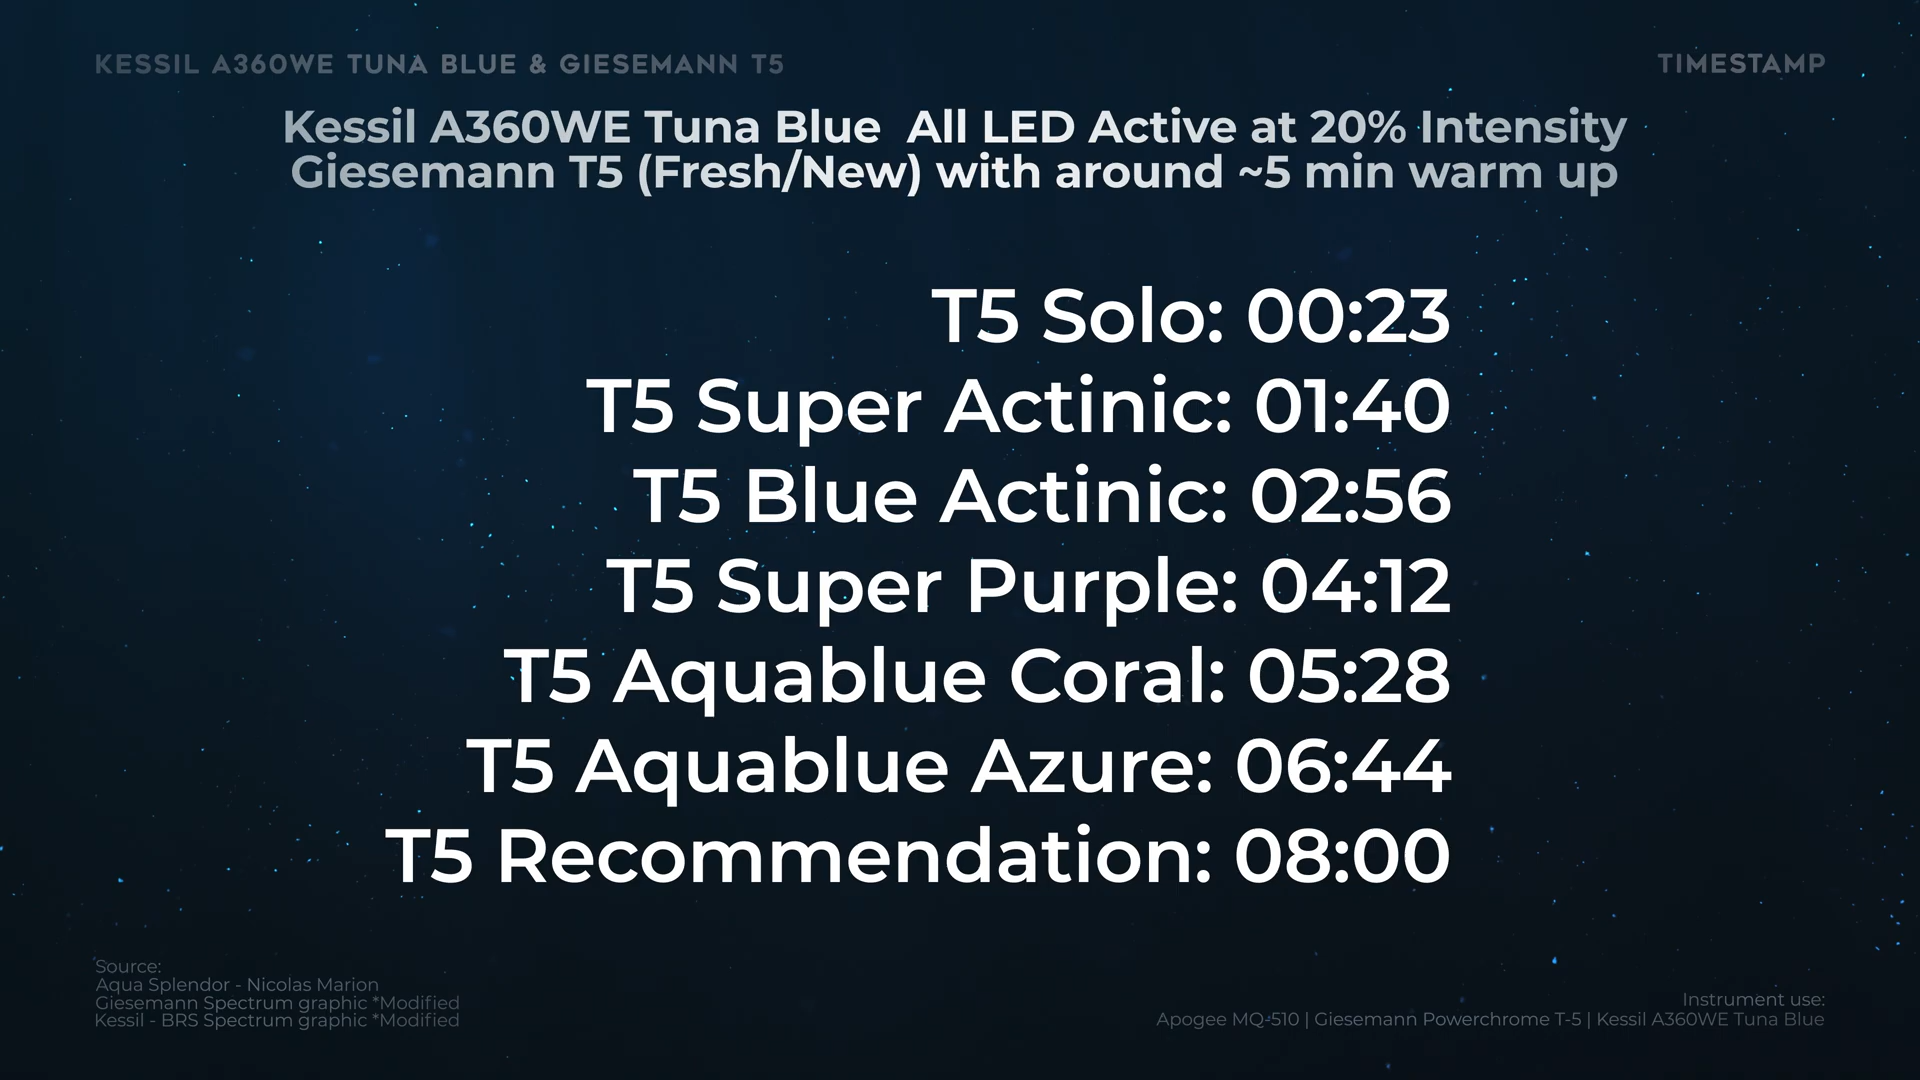 KESSIL A360WE TUNA BLUE & GIESEMANN T5
TIMESTAMP
Kessil A360WE Tuna Blue  All LED Active at 20% Intensity
Giesemann T5 (Fresh/New) with around ~5 min warm up
T5 Solo: 00:23
T5 Super Actinic: 01:40
T5 Blue Actinic: 02:56
T5 Super Purple: 04:12
T5 Aquablue Coral: 05:28
T5 Aquablue Azure: 06:44
T5 Recommendation: 08:00
Source:
Aqua Splendor - Nicolas Marion
Giesemann Spectrum graphic *Modified
Kessil - BRS Spectrum graphic *Modified
Instrument use:
Apogee MQ-510 | Giesemann Powerchrome T-5 | Kessil A360WE Tuna Blue